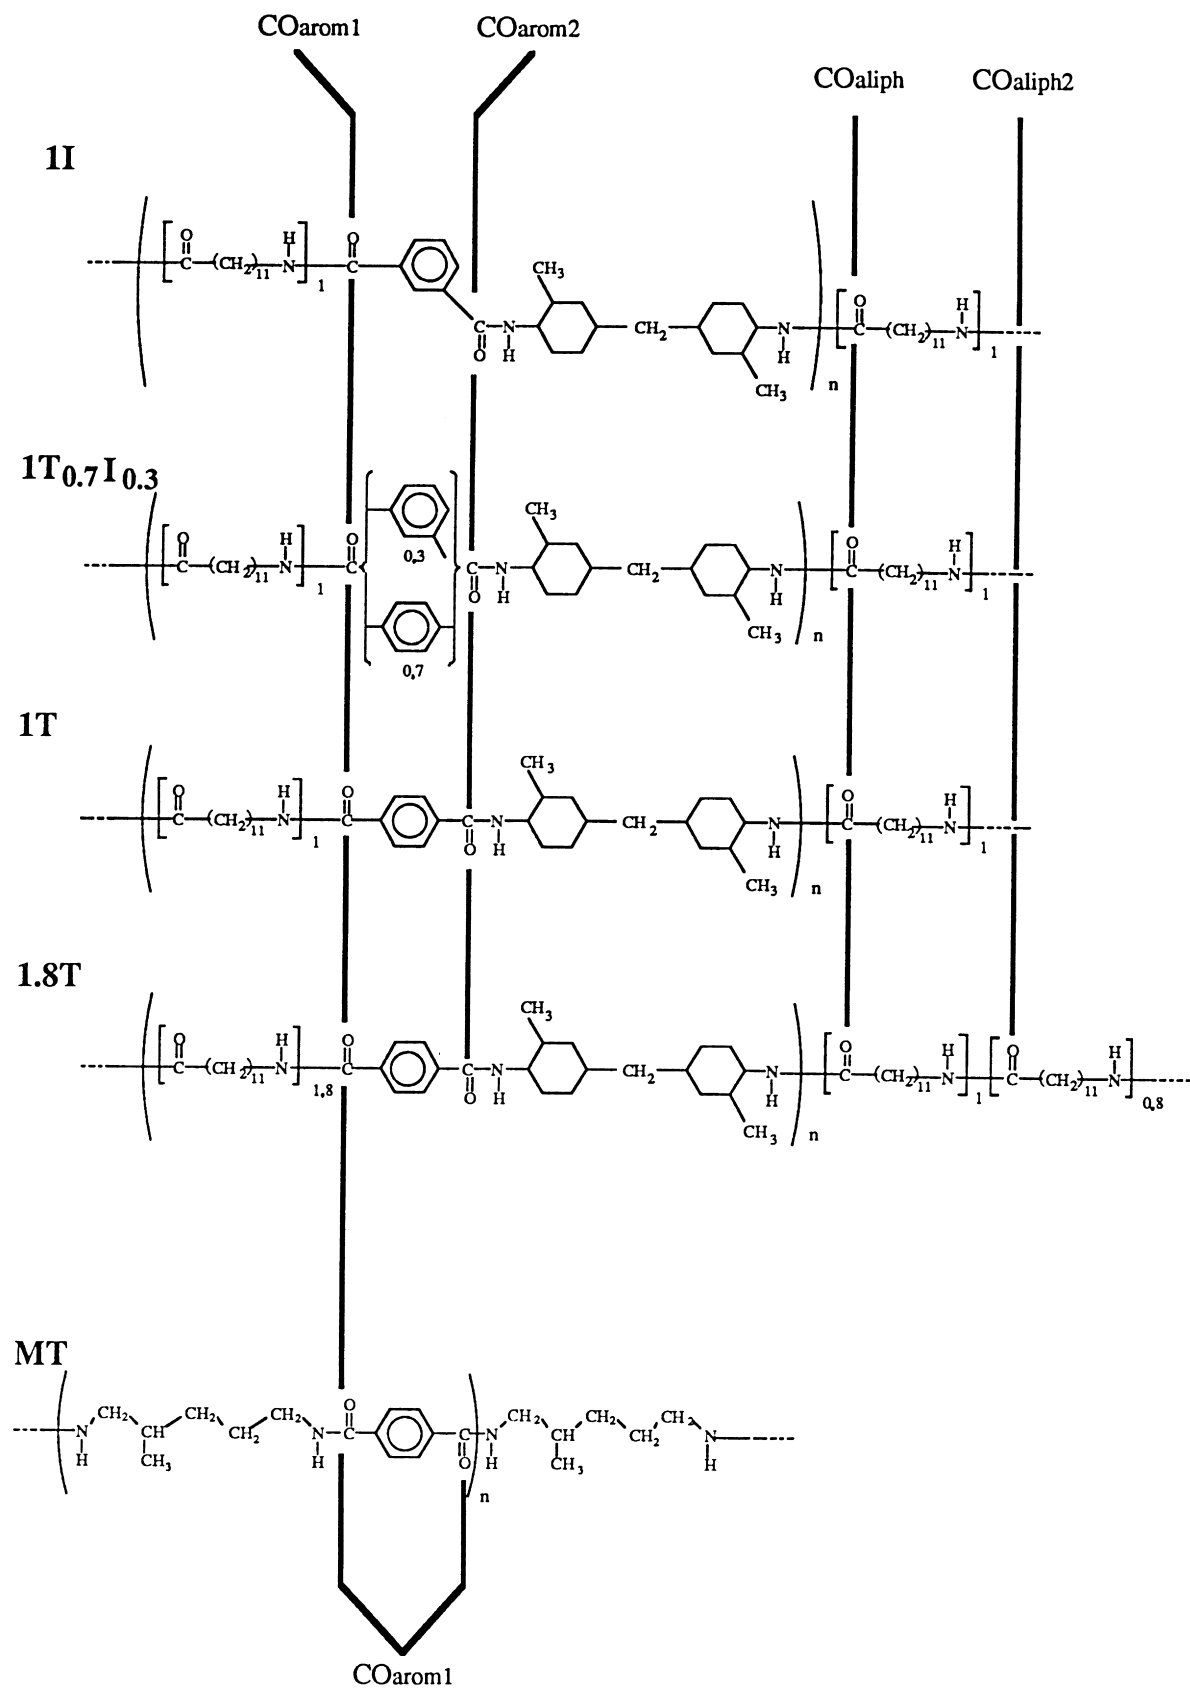 COarom1 COarom2
COaliph COaliph2
1I
O H O CH3 O H
C (CH2)11 N 1 C C N CH2 N C (CH2)11 N 1
O H H
CH3 n
1T0.7I0.3
O H O CH3 O H
C (CH2)11 N 1 C 0,3 C N CH2 N C (CH2)11 N 1
O H H
0,7 CH3 n
1T
O H O CH3 O H
C (CH2)11 N 1 C C N CH2 N C (CH2)11 N 1
O H H
CH3 n
1.8T
O H O CH3 O H O H
C (CH2)11 N 1,8 C C N CH2 N C (CH2)11 N 1 C (CH2)11 N 0,8
O H H
CH3 n
MT
CH2 CH2 CH2 O CH2 CH2 CH2
N CH CH2 N C C N CH CH2 N
H CH3 H O H CH3 H
n
COarom1